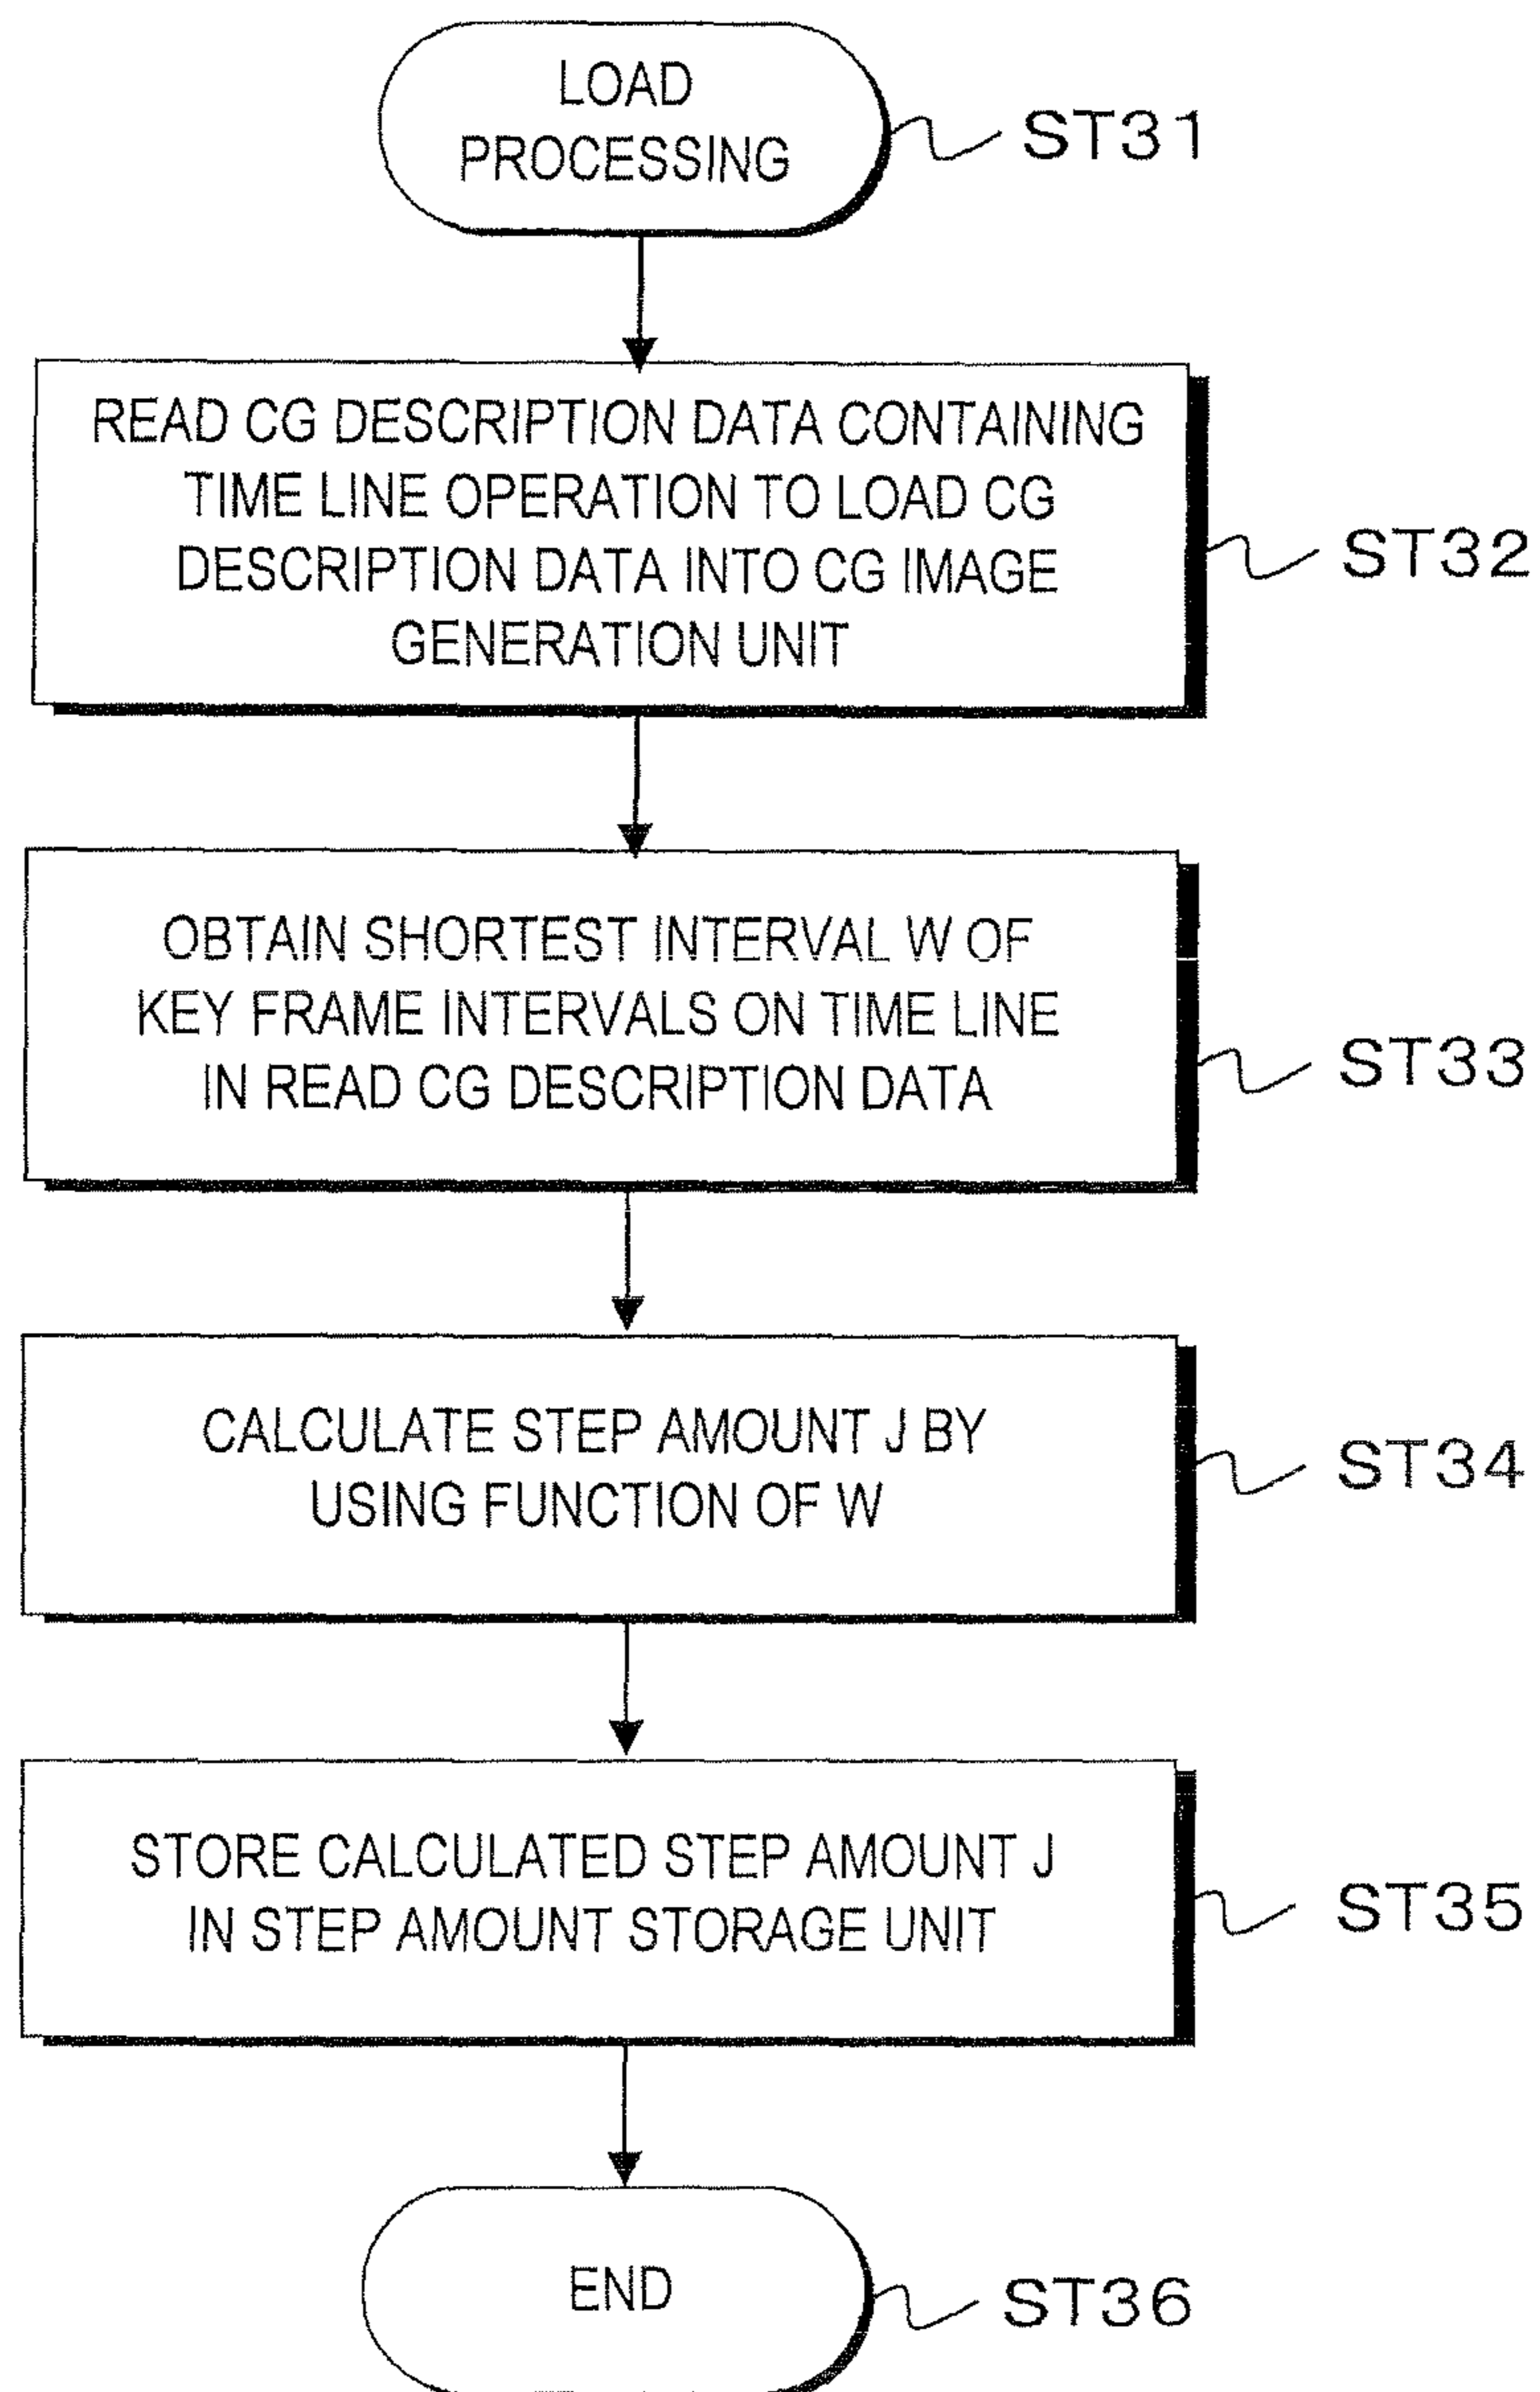 LOAD
PROCESSING
ST31
READ CG DESCRIPTION DATA CONTAINING
TIME LINE OPERATION TO LOAD CG
DESCRIPTION DATA INTO CG IMAGE
GENERATION UNIT
ST32
OBTAIN SHORTEST INTERVAL W OF
KEY FRAME INTERVALS ON TIME LINE
IN READ CG DESCRIPTION DATA
ST33
CALCULATE STEP AMOUNT J BY
USING FUNCTION OF W
ST34
STORE CALCULATED STEP AMOUNT J
IN STEP AMOUNT STORAGE UNIT
ST35
END
ST36